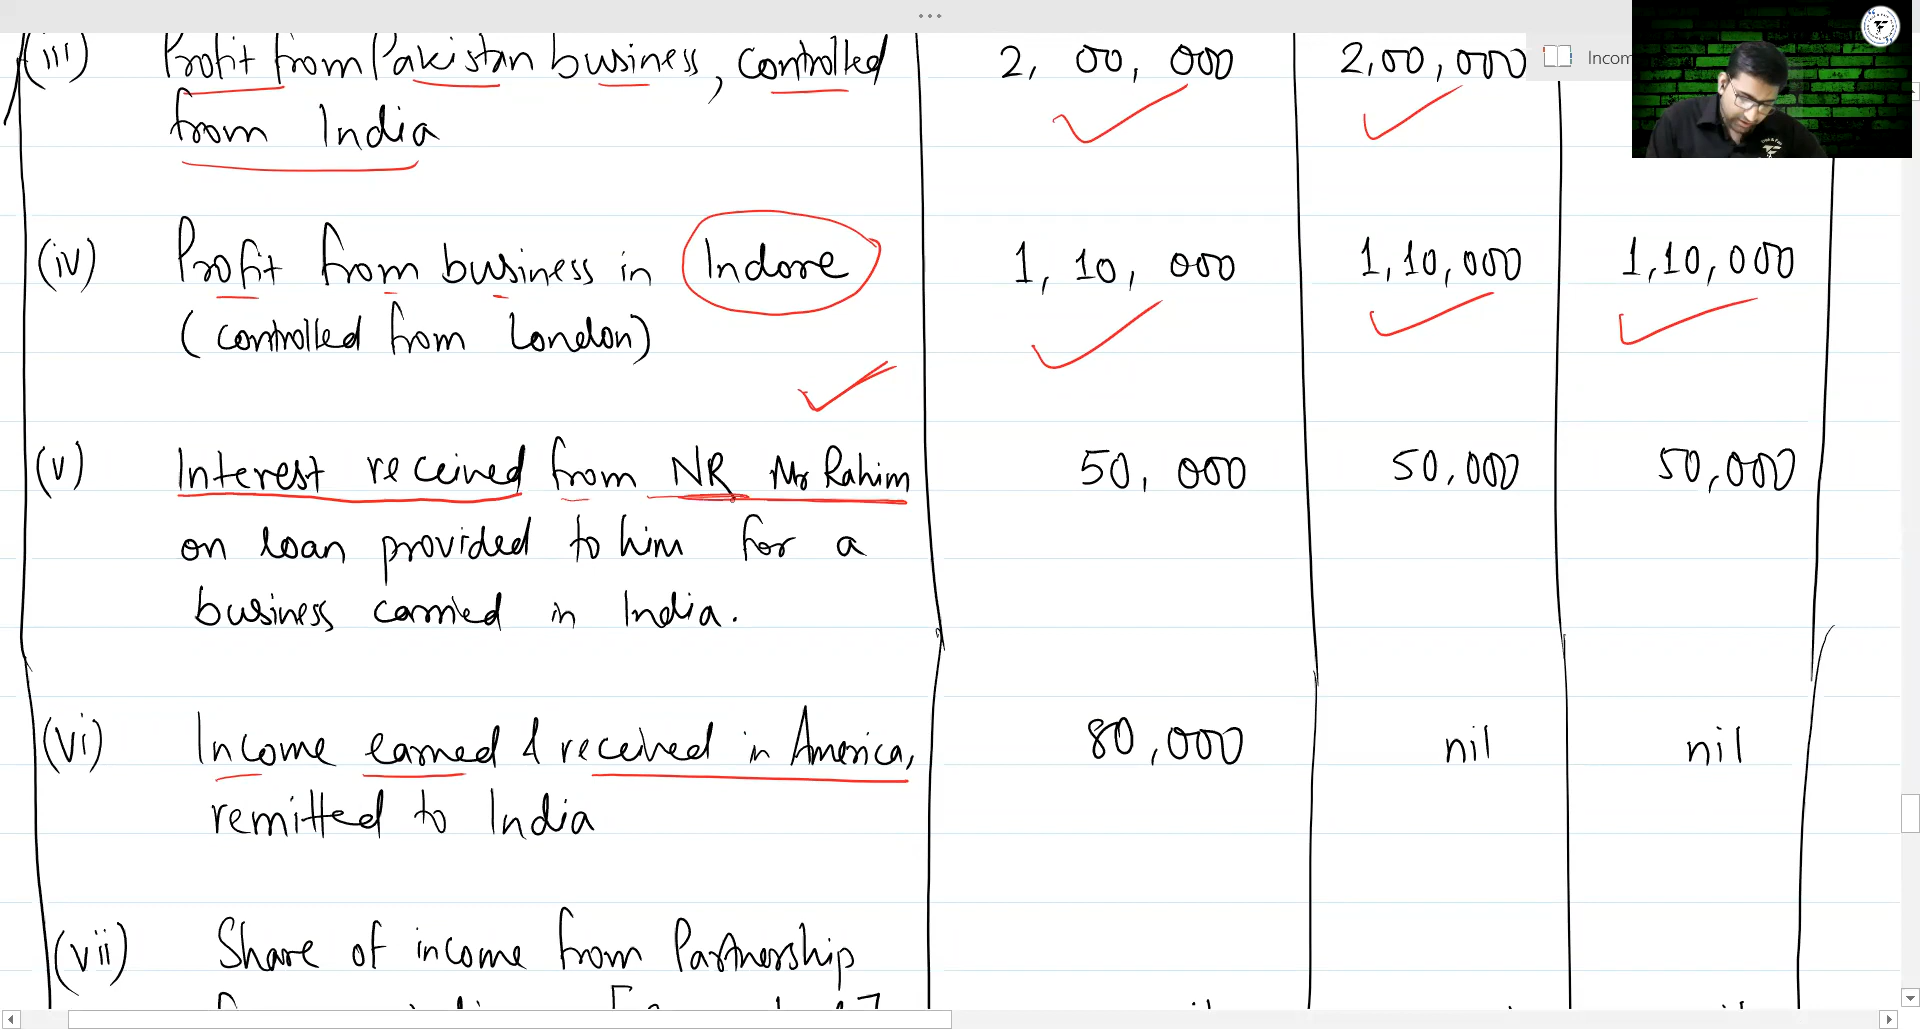 (iii) Profit from Pakistan business, controlled 2, 00, 000 2,00,000
Incom
from India
(iv) Profit from business in Indore 1, 10, 000 1,10,000 1,10,000
(controlled from London)
(v) Interest received from NR Mr Rahim 50, 000 50,000 50,000
on loan provided to him for a
business carried in India.
(vi) Income earned & received in America, 80,000 nil nil
remitted to India
(vii) Share of income from Partnership